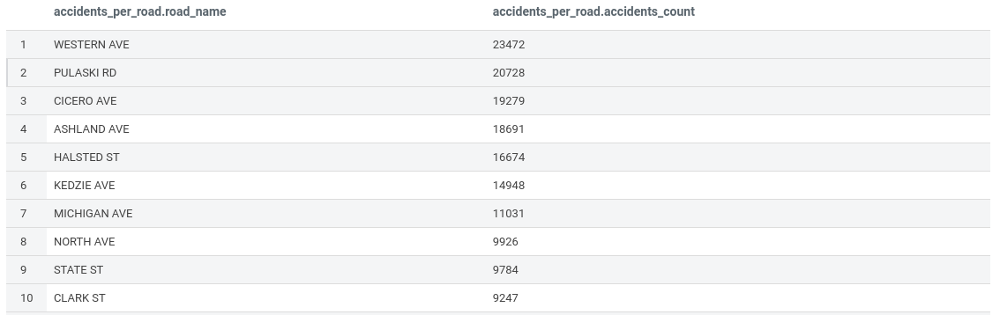 accidents_per_road.road_name accidents_per_road.accidents_count
1 WESTERN AVE 23472
2 PULASKI RD 20728
3 CICERO AVE 19279
4 ASHLAND AVE 18691
5 HALSTED ST 16674
6 KEDZIE AVE 14948
7 MICHIGAN AVE 11031
8 NORTH AVE 9926
9 STATE ST 9784
10 CLARK ST 9247